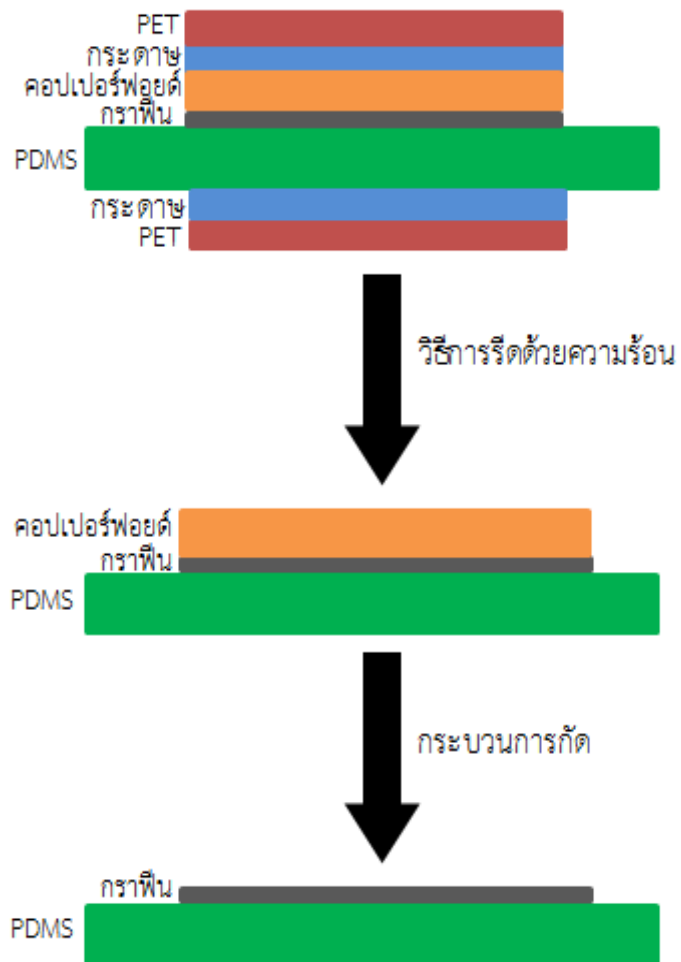 PET
กระดาษ
คอปเปอร์ฟอยด์
กราฟีน
PDMS
กระดาษ
PET
วิธีการรีดด้วยความร้อน
คอปเปอร์ฟอยด์
กราฟีน
PDMS
กระบวนการกัด
กราฟีน
PDMS